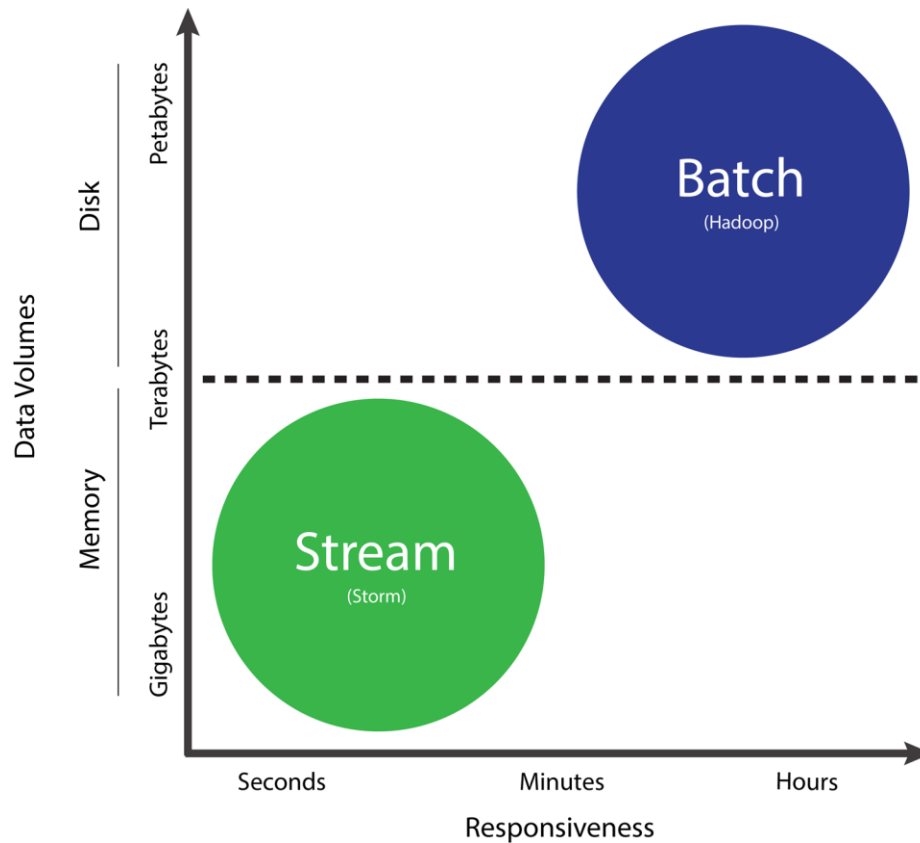 Data Volumes
Disk
Memory
Petabytes
Terabytes
Gigabytes
Batch
(Hadoop)
Stream
(Storm)
Seconds
Minutes
Hours
Responsiveness